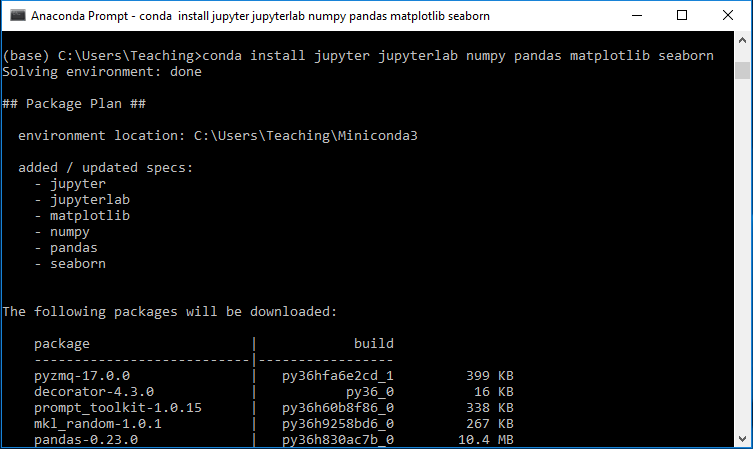 Anaconda Prompt - conda  install jupyter jupyterlab numpy pandas matplotlib seaborn
(base) C:\Users\Teaching>conda install jupyter jupyterlab numpy pandas matplotlib seaborn
Solving environment: done
## Package Plan ##
  environment location: C:\Users\Teaching\Miniconda3
  added / updated specs:
    - jupyter
    - jupyterlab
    - matplotlib
    - numpy
    - pandas
    - seaborn
The following packages will be downloaded:
    package                    |            build
    ---------------------------|-----------------
    pyzmq-17.0.0               |   py36hfa6e2cd_1         399 KB
    decorator-4.3.0            |           py36_0          16 KB
    prompt_toolkit-1.0.15      |   py36h60b8f86_0         338 KB
    mkl_random-1.0.1           |   py36h9258bd6_0         267 KB
    pandas-0.23.0              |   py36h830ac7b_0        10.4 MB